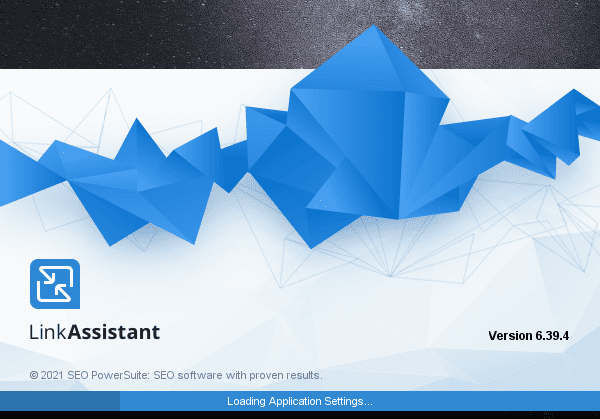 LinkAssistant
Version 6.39.4
© 2021 SEO PowerSuite: SEO software with proven results.
Loading Application Settings...